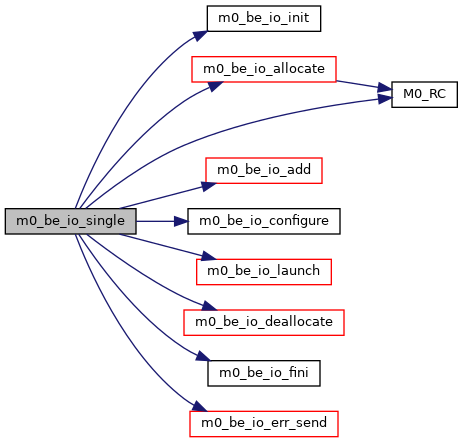 m0_be_io_init
m0_be_io_allocate
M0_RC
m0_be_io_add
m0_be_io_single
m0_be_io_configure
m0_be_io_launch
m0_be_io_deallocate
m0_be_io_fini
m0_be_io_err_send